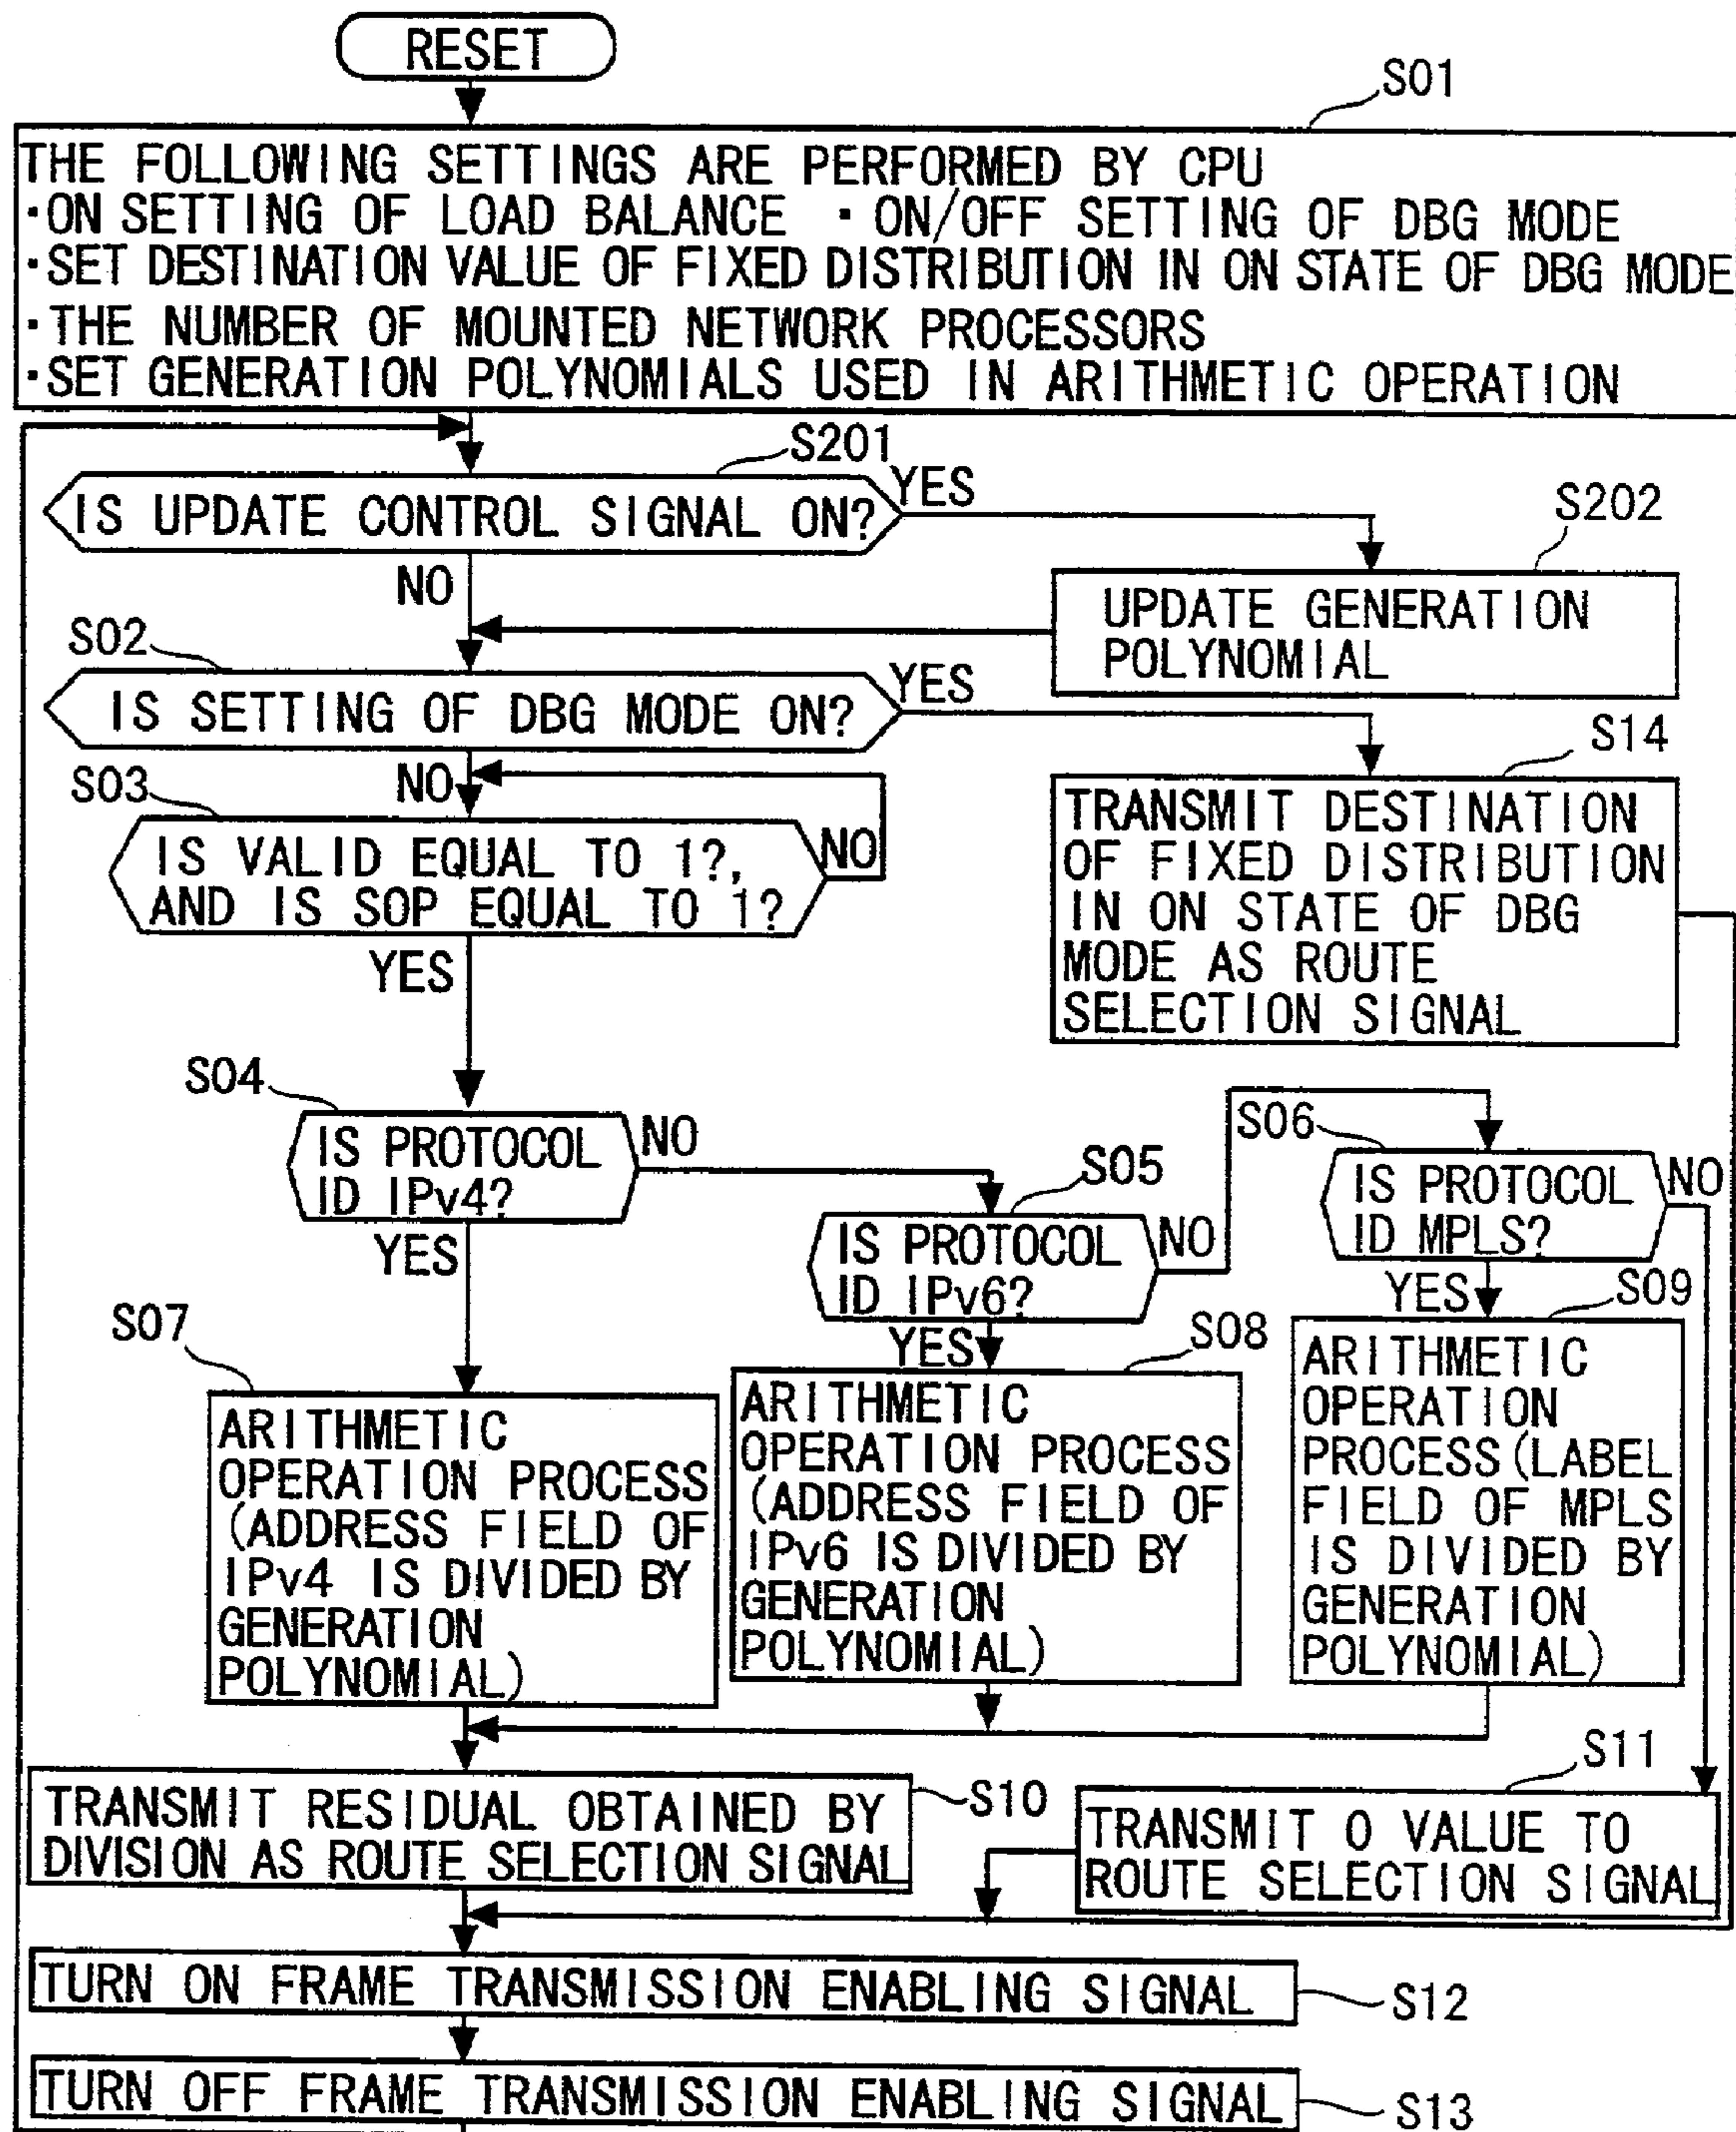 RESET
S01
THE FOLLOWING SETTINGS ARE PERFORMED BY CPU
・ON SETTING OF LOAD BALANCE ・ON/OFF SETTING OF DBG MODE
・SET DESTINATION VALUE OF FIXED DISTRIBUTION IN ON STATE OF DBG MODE
・THE NUMBER OF MOUNTED NETWORK PROCESSORS
・SET GENERATION POLYNOMIALS USED IN ARITHMETIC OPERATION
S201
IS UPDATE CONTROL SIGNAL ON?
YES
NO
S202
UPDATE GENERATION
POLYNOMIAL
S02
IS SETTING OF DBG MODE ON?
YES
NO
S03
IS VALID EQUAL TO 1?,
AND IS SOP EQUAL TO 1?
NO
YES
S14
TRANSMIT DESTINATION
OF FIXED DISTRIBUTION
IN ON STATE OF DBG
MODE AS ROUTE
SELECTION SIGNAL
S04
IS PROTOCOL
ID IPv4?
NO
YES
S05
IS PROTOCOL
ID IPv6?
NO
YES
S06
IS PROTOCOL
ID MPLS?
NO
YES
S07
ARITHMETIC
OPERATION PROCESS
(ADDRESS FIELD OF
IPv4 IS DIVIDED BY
GENERATION
POLYNOMIAL)
S08
ARITHMETIC
OPERATION PROCESS
(ADDRESS FIELD OF
IPv6 IS DIVIDED BY
GENERATION
POLYNOMIAL)
S09
ARITHMETIC
OPERATION
PROCESS(LABEL
FIELD OF MPLS
IS DIVIDED BY
GENERATION
POLYNOMIAL)
S10
TRANSMIT RESIDUAL OBTAINED BY
DIVISION AS ROUTE SELECTION SIGNAL
S11
TRANSMIT 0 VALUE TO
ROUTE SELECTION SIGNAL
TURN ON FRAME TRANSMISSION ENABLING SIGNAL
S12
TURN OFF FRAME TRANSMISSION ENABLING SIGNAL
S13